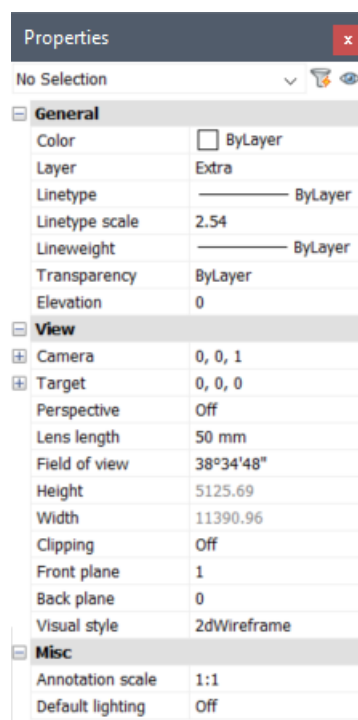 Properties x
No Selection
General
Color ByLayer
Layer Extra
Linetype ByLayer
Linetype scale 2.54
Lineweight ByLayer
Transparency ByLayer
Elevation 0
View
Camera 0, 0, 1
Target 0, 0, 0
Perspective Off
Lens length 50 mm
Field of view 38º34'48"
Height 5125.69
Width 11390.96
Clipping Off
Front plane 1
Back plane 0
Visual style 2dWireframe
Misc
Annotation scale 1:1
Default lighting Off